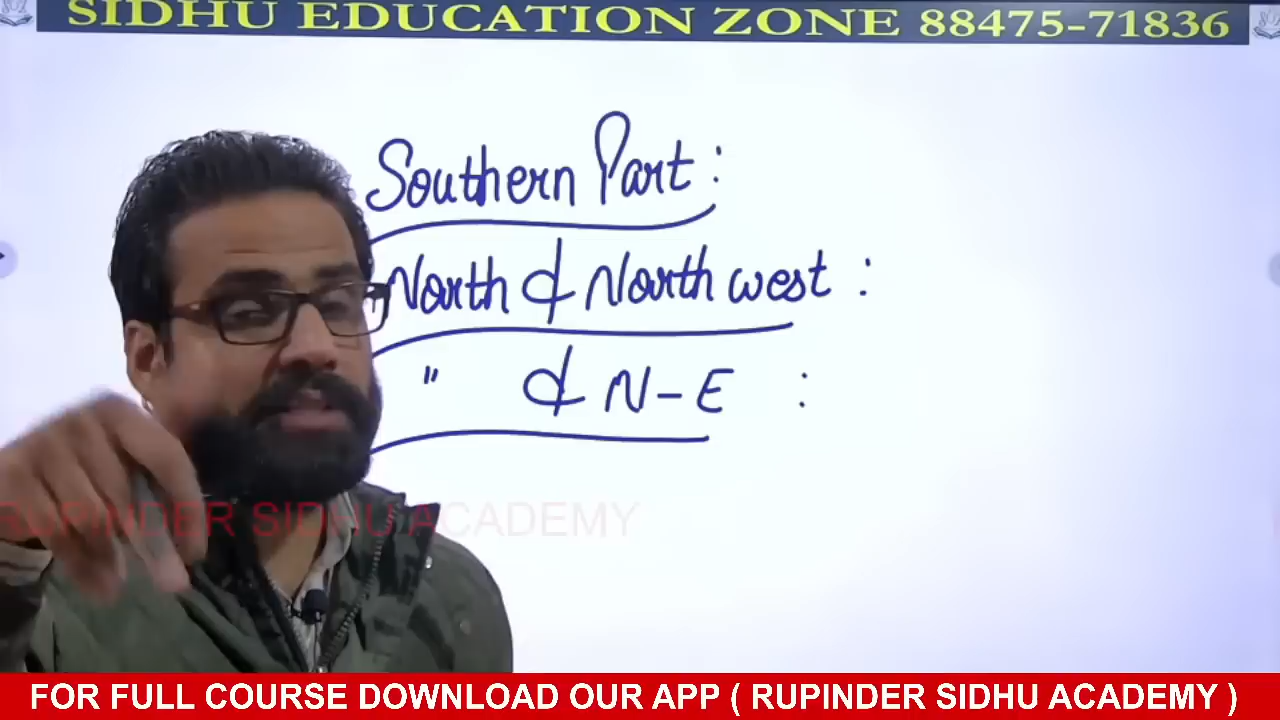 SIDHU EDUCATION ZONE 88475-71836
Southern Part :
North & North west :
" & N-E :
RUPINDER SIDHU ACADEMY
FOR FULL COURSE DOWNLOAD OUR APP ( RUPINDER SIDHU ACADEMY )